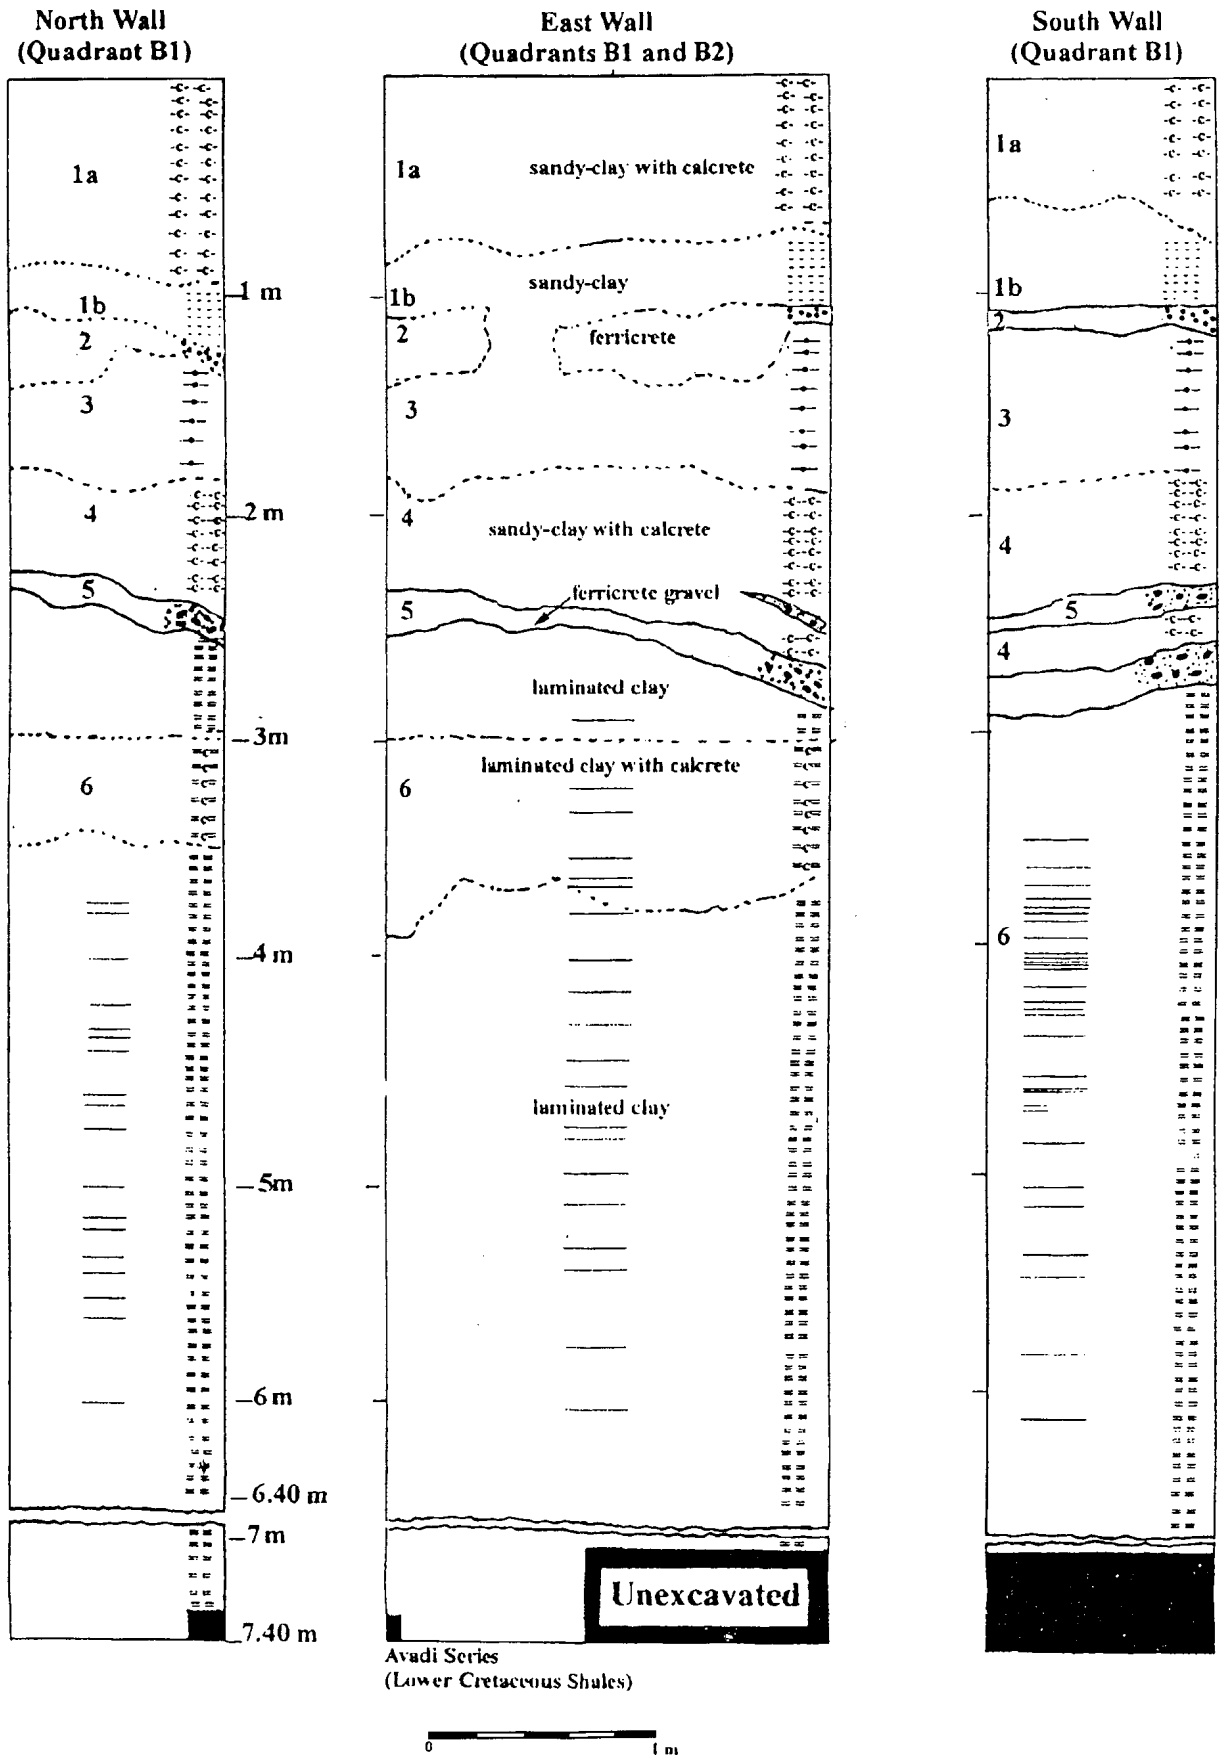 North Wall
(Quadrant B1)
1a
1b
2
3
4
5
6
1 m
2 m
3m
4 m
5m
6 m
6.40 m
7m
7.40 m
East Wall
(Quadrants B1 and B2)
1a
sandy-clay with calcrete
sandy-clay
1b
2
ferricrete
3
4
sandy-clay with calcrete
ferricrete gravel
5
laminated clay
laminated clay with calcrete
6
laminated clay
Unexcavated
Avadi Series
(Lower Cretaceous Shales)
0
1 m
South Wall
(Quadrant B1)
1a
1b
2
3
4
5
4
6